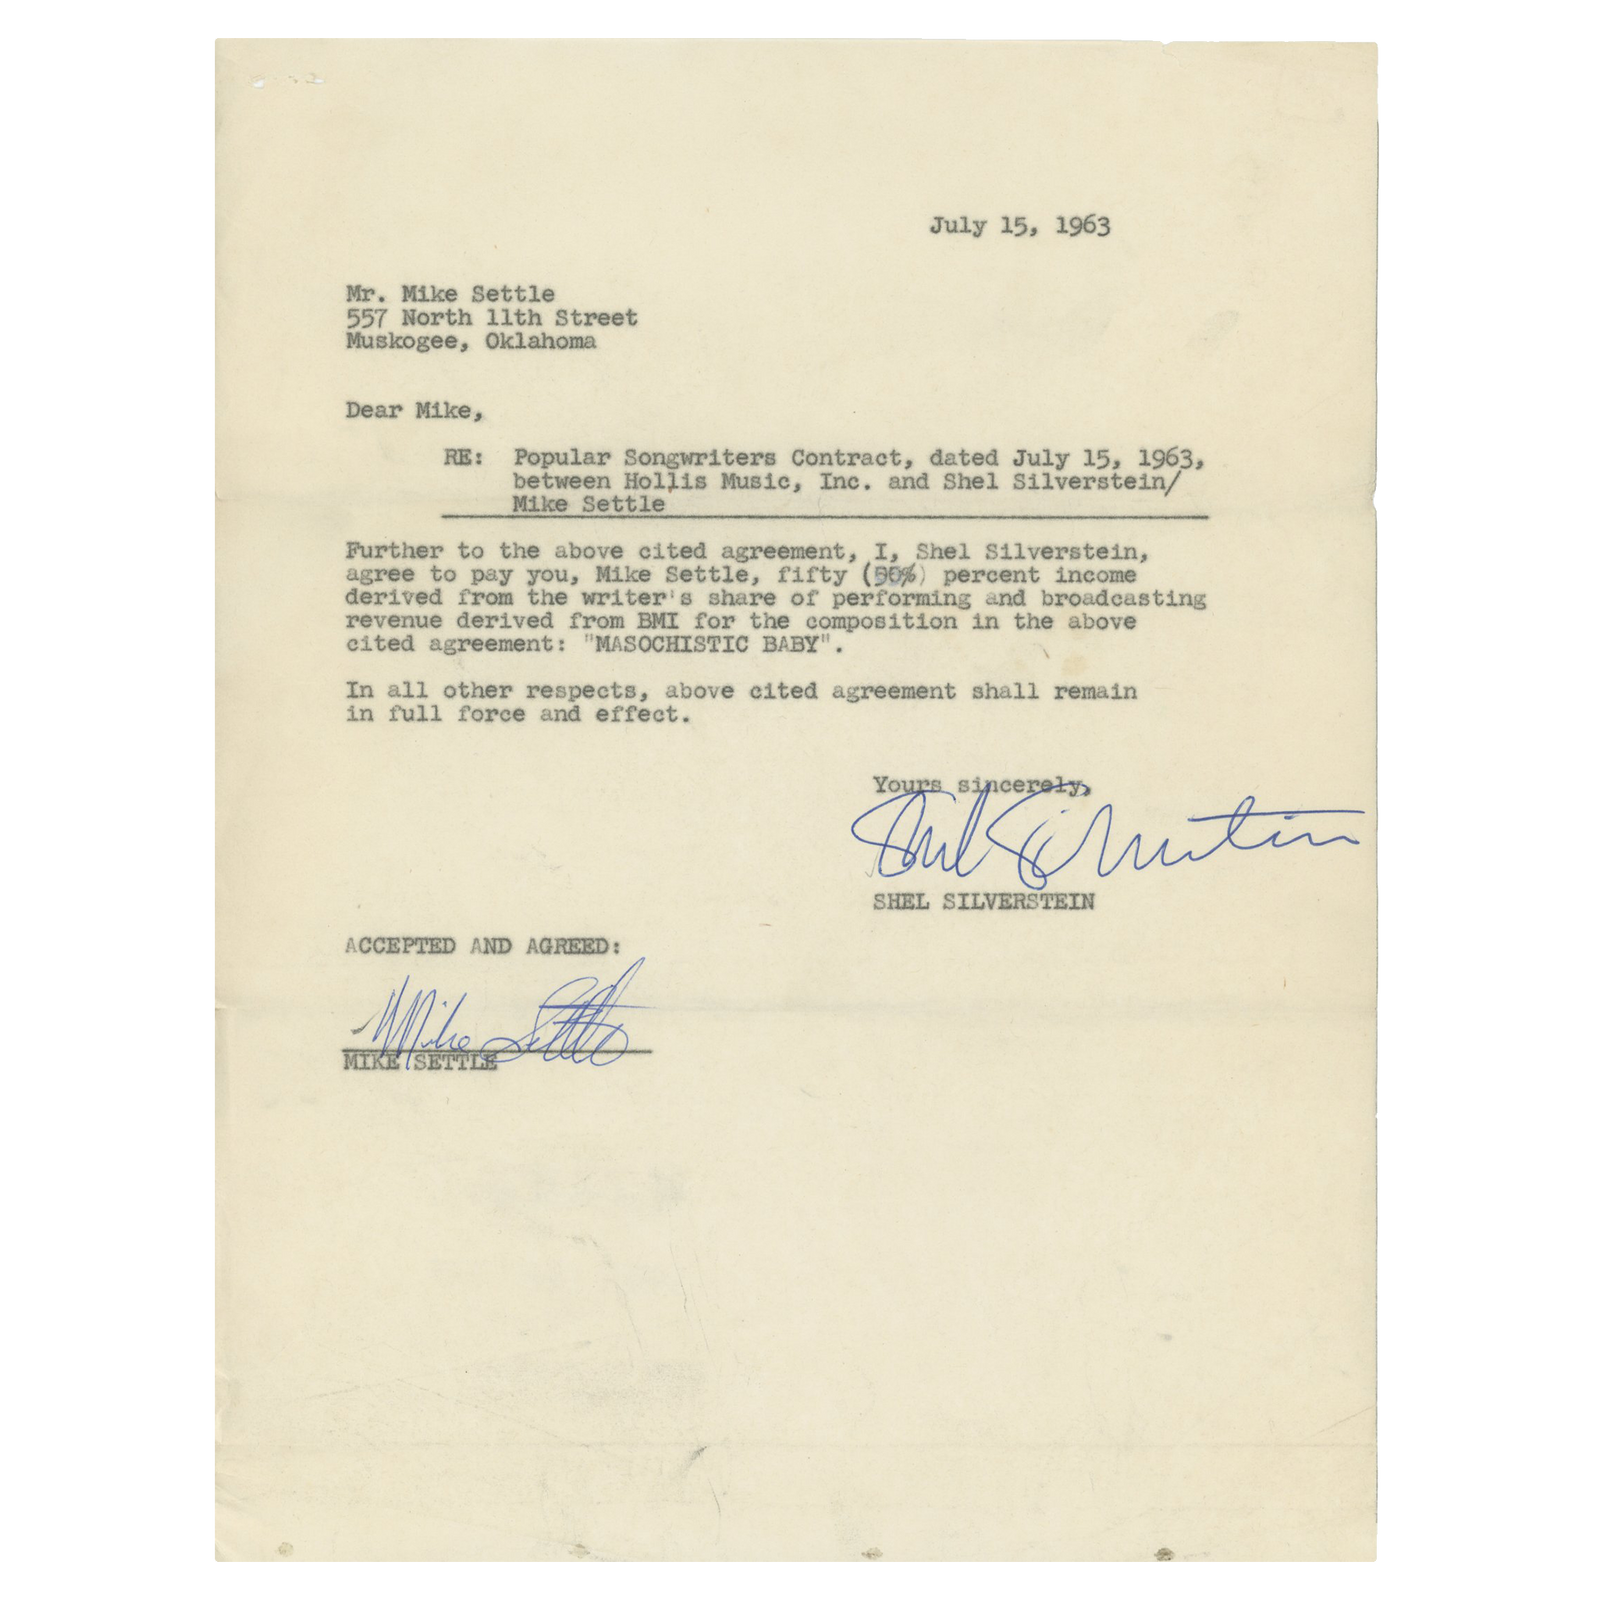 July 15, 1963
Mr. Mike Settle
557 North 11th Street
Muskogee, Oklahoma
Dear Mike,
RE: Popular Songwriters Contract, dated July 15, 1963,
between Hollis Music, Inc. and Shel Silverstein/
Mike Settle
Further to the above cited agreement, I, Shel Silverstein,
agree to pay you, Mike Settle, fifty (50%) percent income
derived from the writer's share of performing and broadcasting
revenue derived from BMI for the composition in the above
cited agreement: "MASOCHISTIC BABY".
In all other respects, above cited agreement shall remain
in full force and effect.
Yours sincerely,
Shel Silverstein
SHEL SILVERSTEIN
ACCEPTED AND AGREED:
Mike Settle
MIKE SETTLE